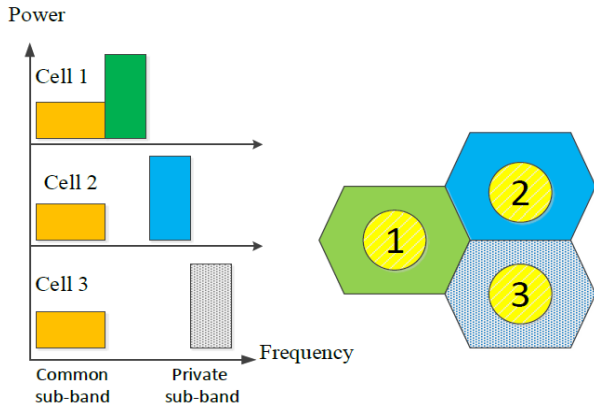 Power
Cell 1
Cell 2
Cell 3
Frequency
Common
sub-band
Private
sub-band
1
2
3